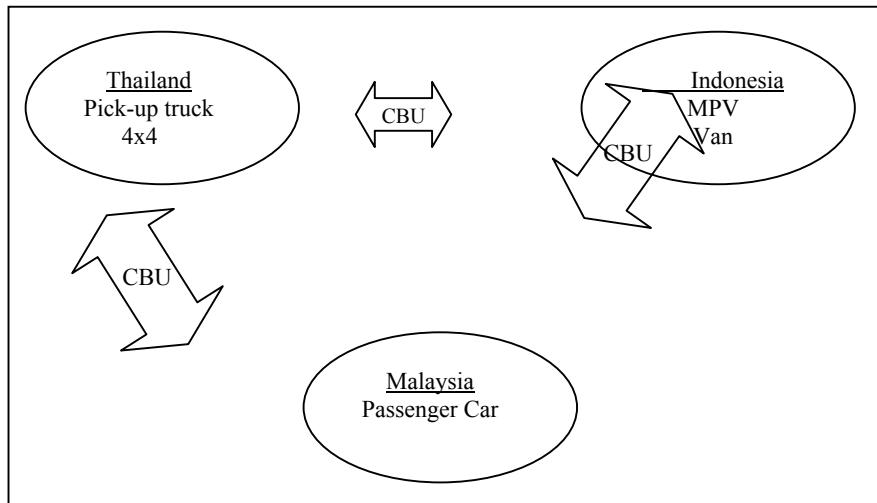 Thailand
Pick-up truck
4x4
CBU
Indonesia
MPV
Van
CBU
CBU
Malaysia
Passenger Car